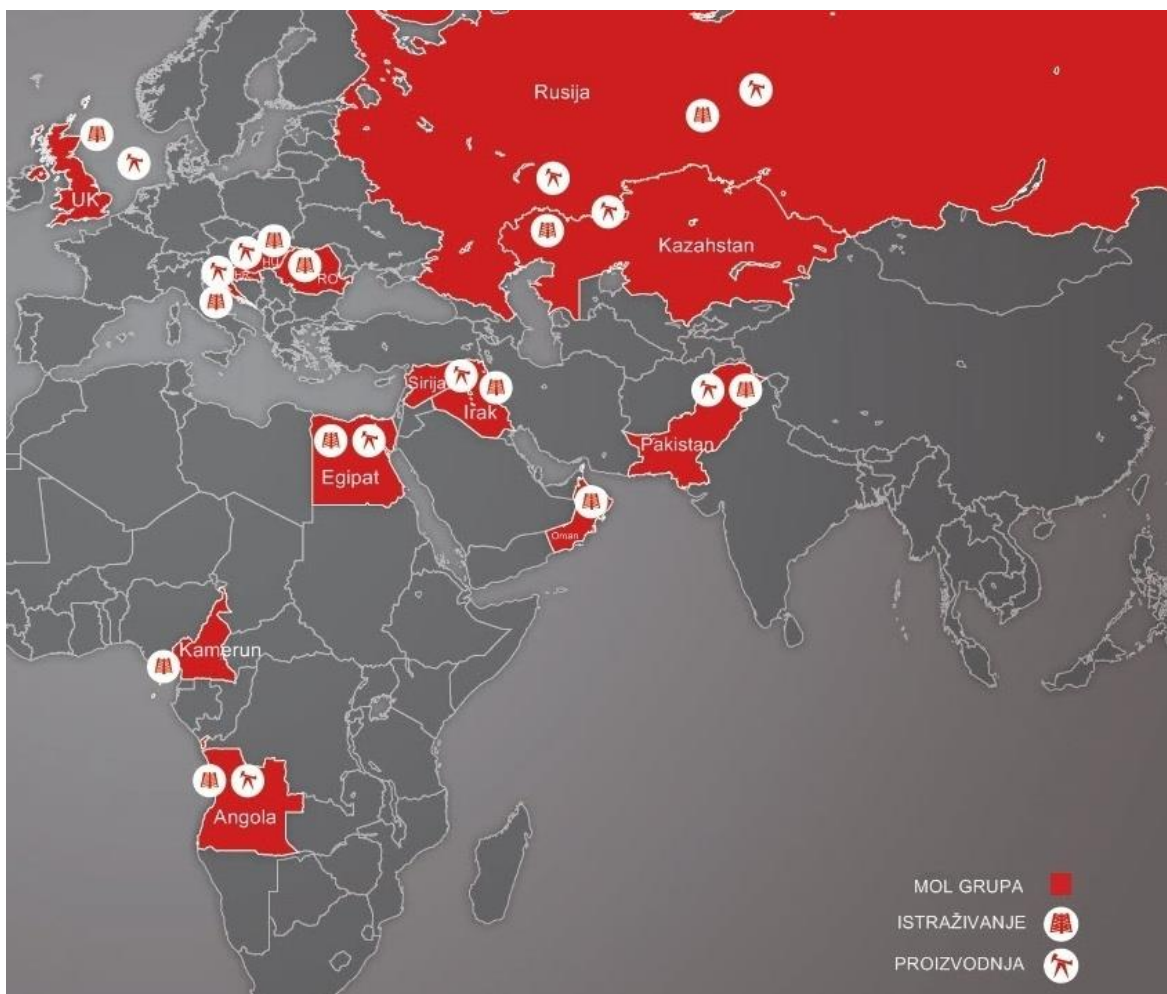 Rusija
UK
Kazahstan
HU
RO
Sirija
Irak
Pakistan
Egipat
Oman
Kamerun
Angola
MOL GRUPA
ISTRAŽIVANJE
PROIZVODNJA